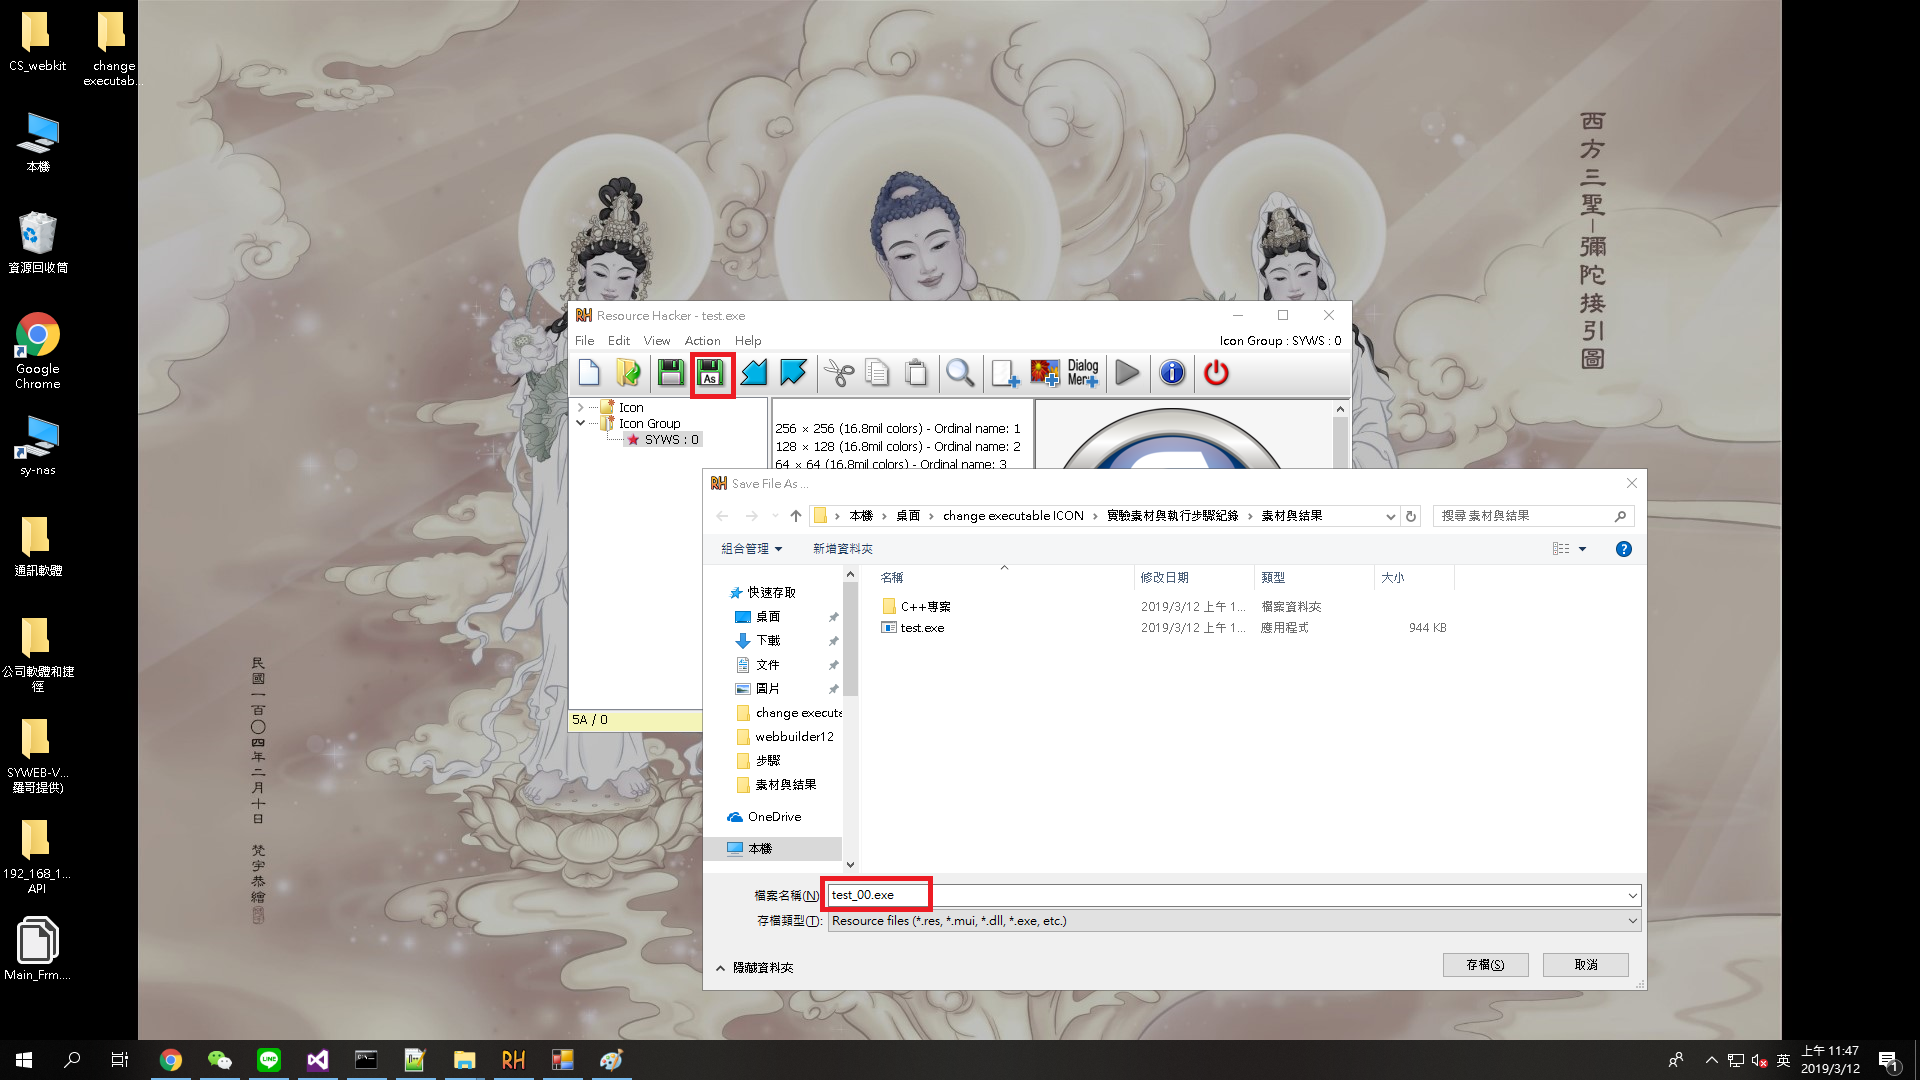 CS_webkit
change
executab...
本機
資源回收筒
Google
Chrome
sy-nas
通訊軟體
公司軟體和捷
徑
SYWEB-V...
羅哥提供)
192_168_1...
API
Main_Frm....
西方三聖－彌陀接引圖
民國一百〇四年二月十日 梵宇恭繪
RH Resource Hacker - test.exe
File Edit View Action Help
Icon Group : SYWS : 0
As
Dialog
Men
Icon
Icon Group
SYWS : 0
256 × 256 (16.8mil colors) - Ordinal name: 1
128 × 128 (16.8mil colors) - Ordinal name: 2
64 × 64 (16.8mil colors) - Ordinal name: 3
5A / 0
RH Save File As ...
本機 › 桌面 › change executable ICON › 實驗素材與執行步驟紀錄 › 素材與結果
搜尋 素材與結果
組合管理 新增資料夾
名稱 修改日期 類型 大小
C++專案 2019/3/12 上午 1... 檔案資料夾
test.exe 2019/3/12 上午 1... 應用程式 944 KB
快速存取
桌面
下載
文件
圖片
change executa
webbuilder12
步驟
素材與結果
OneDrive
本機
檔案名稱(N): test_00.exe
存檔類型(T): Resource files (*.res, *.mui, *.dll, *.exe, etc.)
隱藏資料夾
存檔(S) 取消
RH
英
上午 11:47
2019/3/12
1